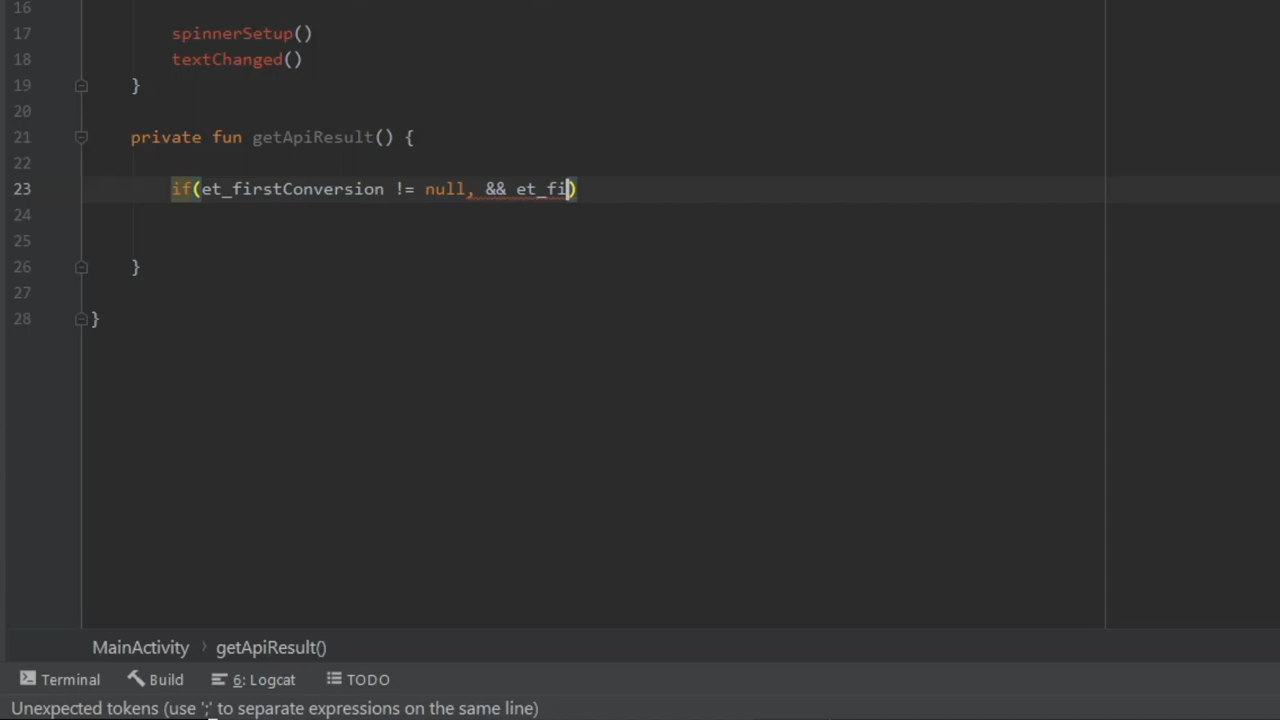 16
17 spinnerSetup()
18 textChanged()
19 }
20
21 private fun getApiResult() {
22
23 if(et_firstConversion != null, && et_fi)
24
25
26 }
27
28 }
MainActivity › getApiResult()
Terminal Build 6: Logcat TODO
Unexpected tokens (use ';' to separate expressions on the same line)